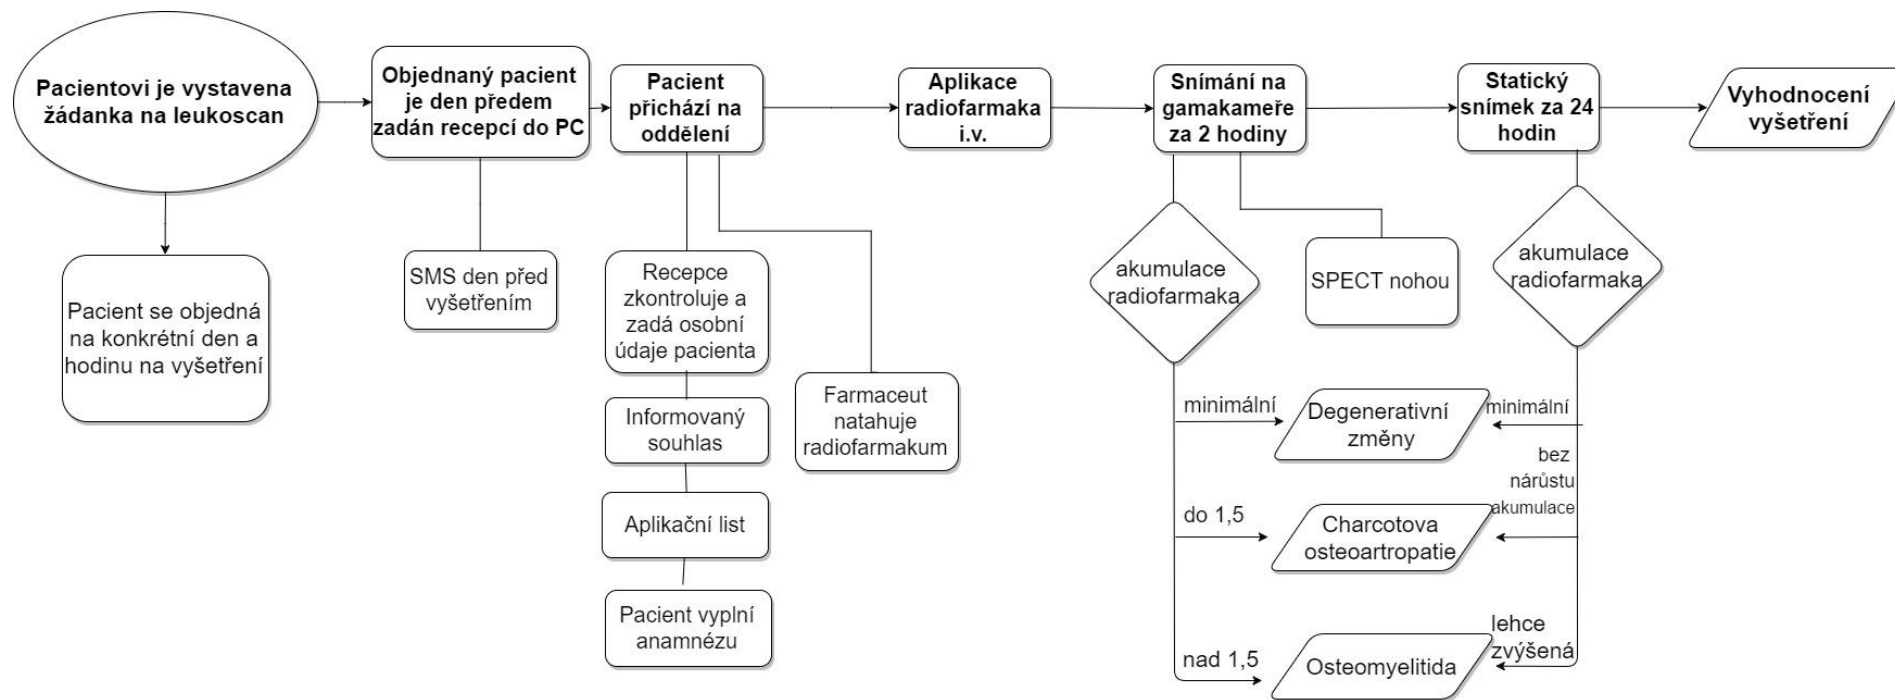 Pacientovi je vystavena
žádanka na leukoscan
Objednaný pacient
je den předem
zadán recepcí do PC
Pacient
přichází na
oddělení
Aplikace
radiofarmaka
i.v.
Snímání na
gamakameře
za 2 hodiny
Statický
snímek za 24
hodin
Vyhodnocení
vyšetření
Pacient se objedná
na konkrétní den a
hodinu na vyšetření
SMS den před
vyšetřením
Recepce
zkontroluje a
zadá osobní
údaje pacienta
Informovaný
souhlas
Aplikační list
Pacient vyplní
anamnézu
Farmaceut
natahuje
radiofarmakum
akumulace
radiofarmaka
SPECT nohou
akumulace
radiofarmaka
minimální
Degenerativní
změny
minimální
do 1,5
Charcotova
osteoartropatie
bez
nárůstu
akumulace
nad 1,5
Osteomyelitida
lehce
zvýšená